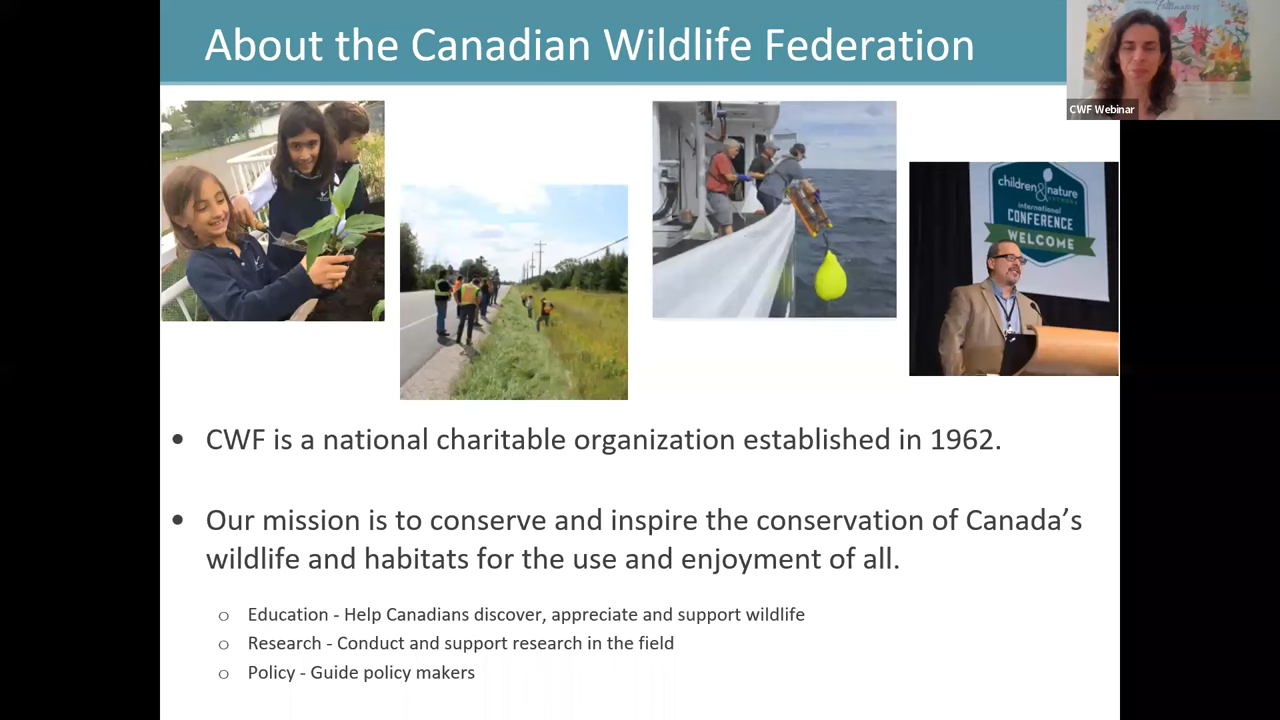 About the Canadian Wildlife Federation
CWF Webinar
children & nature
NETWORK
international
CONFERENCE
WELCOME
• CWF is a national charitable organization established in 1962.
• Our mission is to conserve and inspire the conservation of Canada’s
wildlife and habitats for the use and enjoyment of all.
o Education - Help Canadians discover, appreciate and support wildlife
o Research - Conduct and support research in the field
o Policy - Guide policy makers